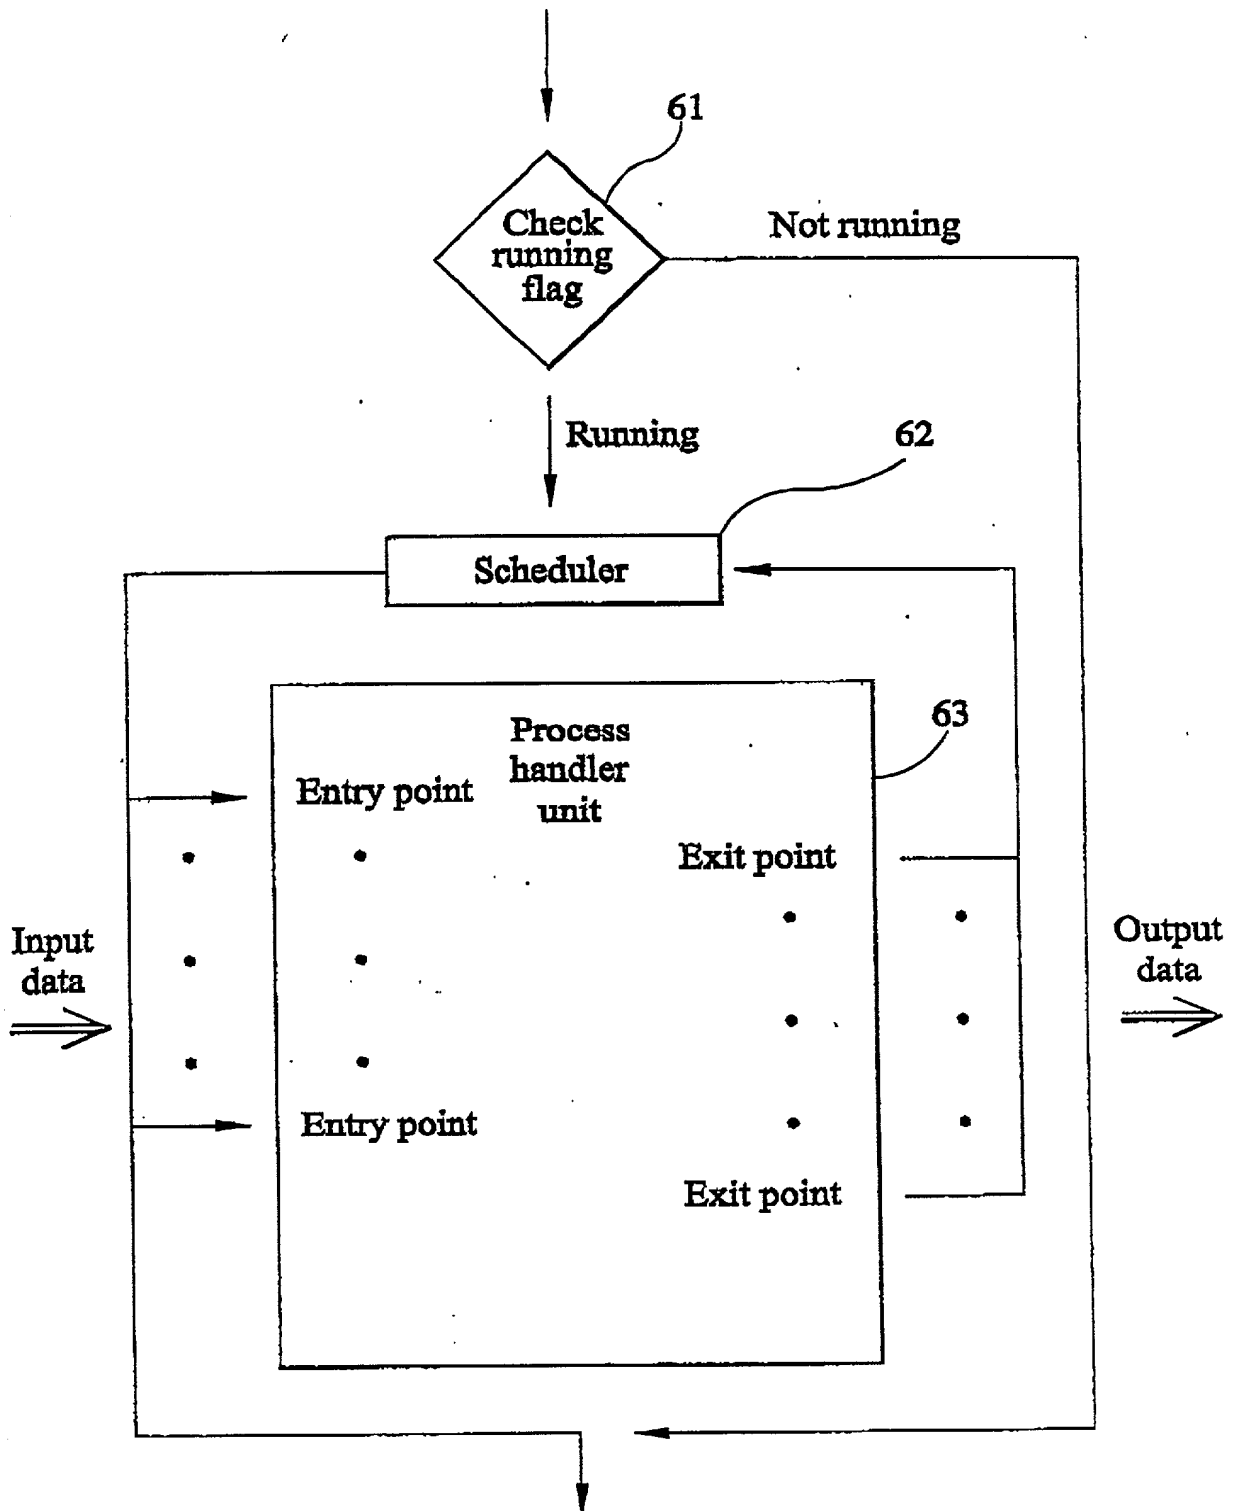 61
Check
running
flag
Not running
Running
62
Scheduler
63
Process
handler
unit
Entry point
Exit point
Input
data
Output
data
Entry point
Exit point